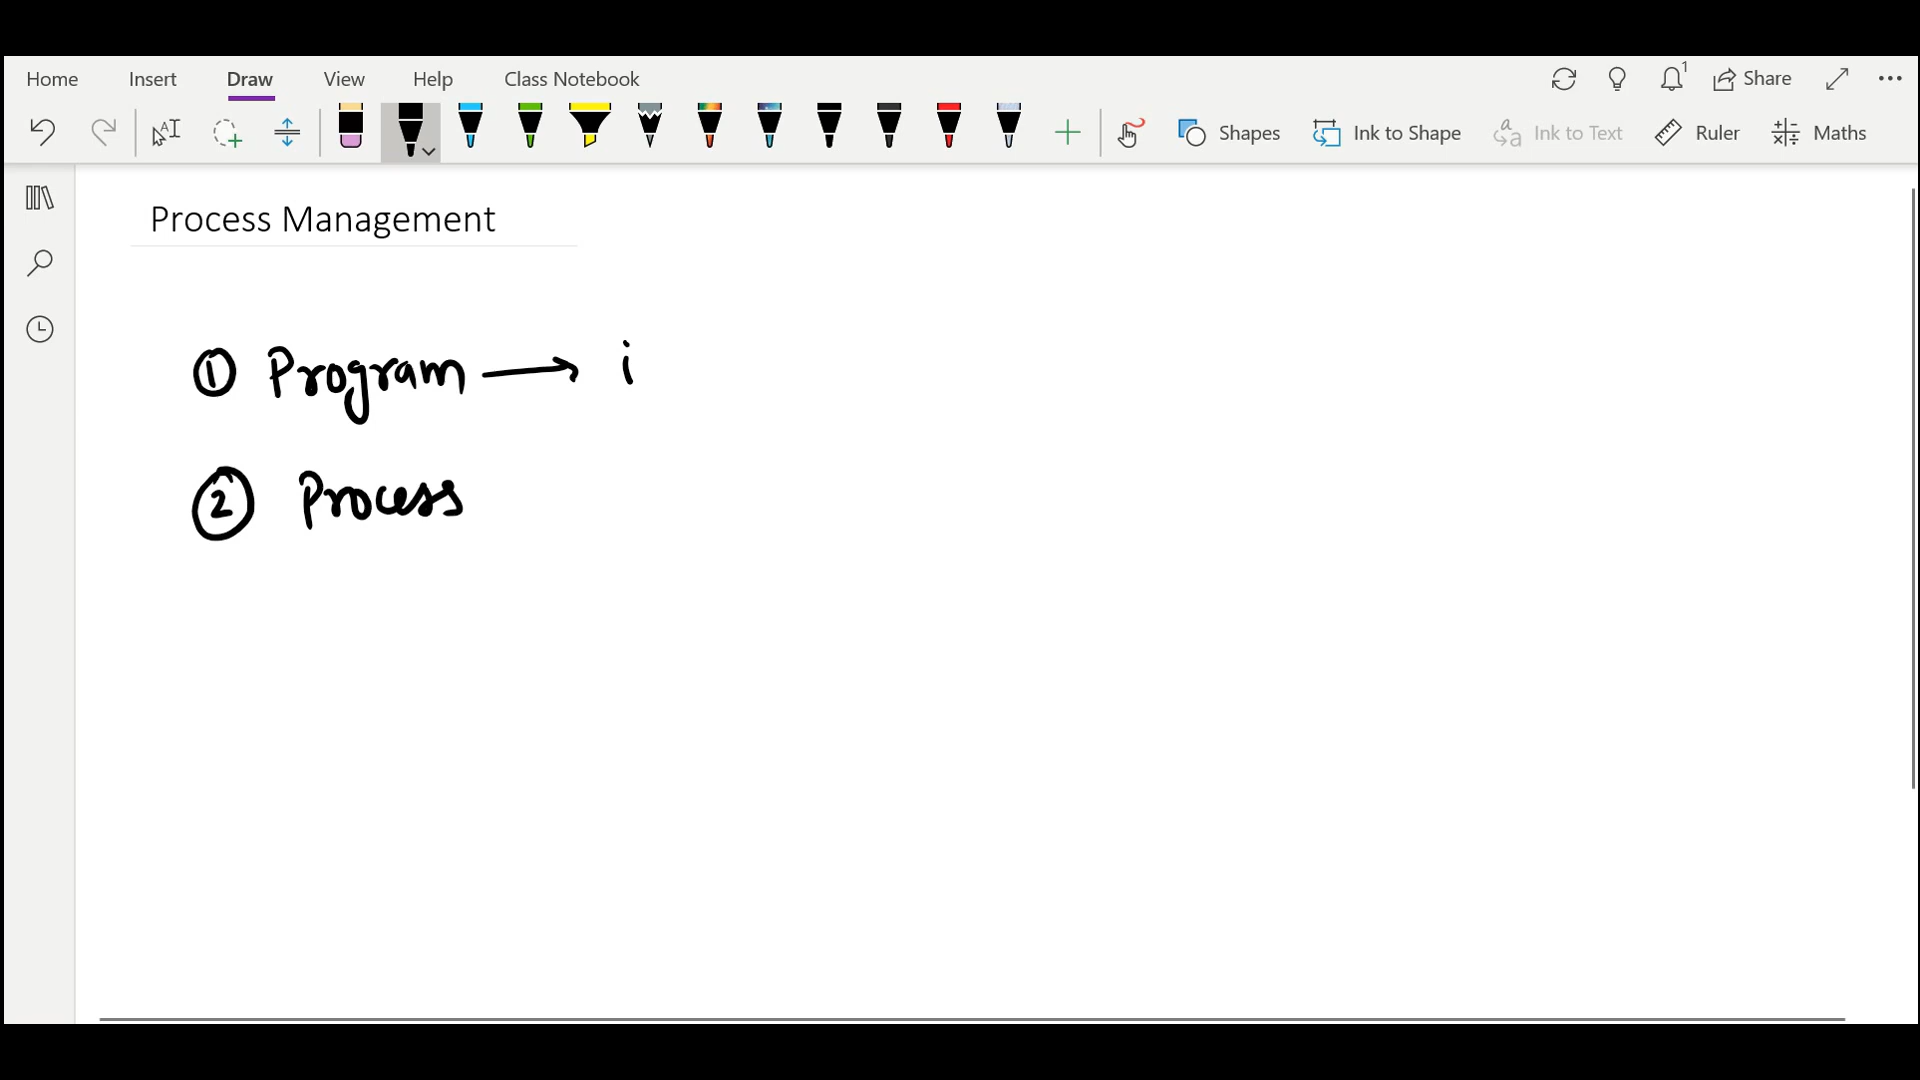 Home Insert Draw View Help Class Notebook 1 Share
Shapes Ink to Shape Ink to Text Ruler Maths
Process Management
① Program → i
② Process